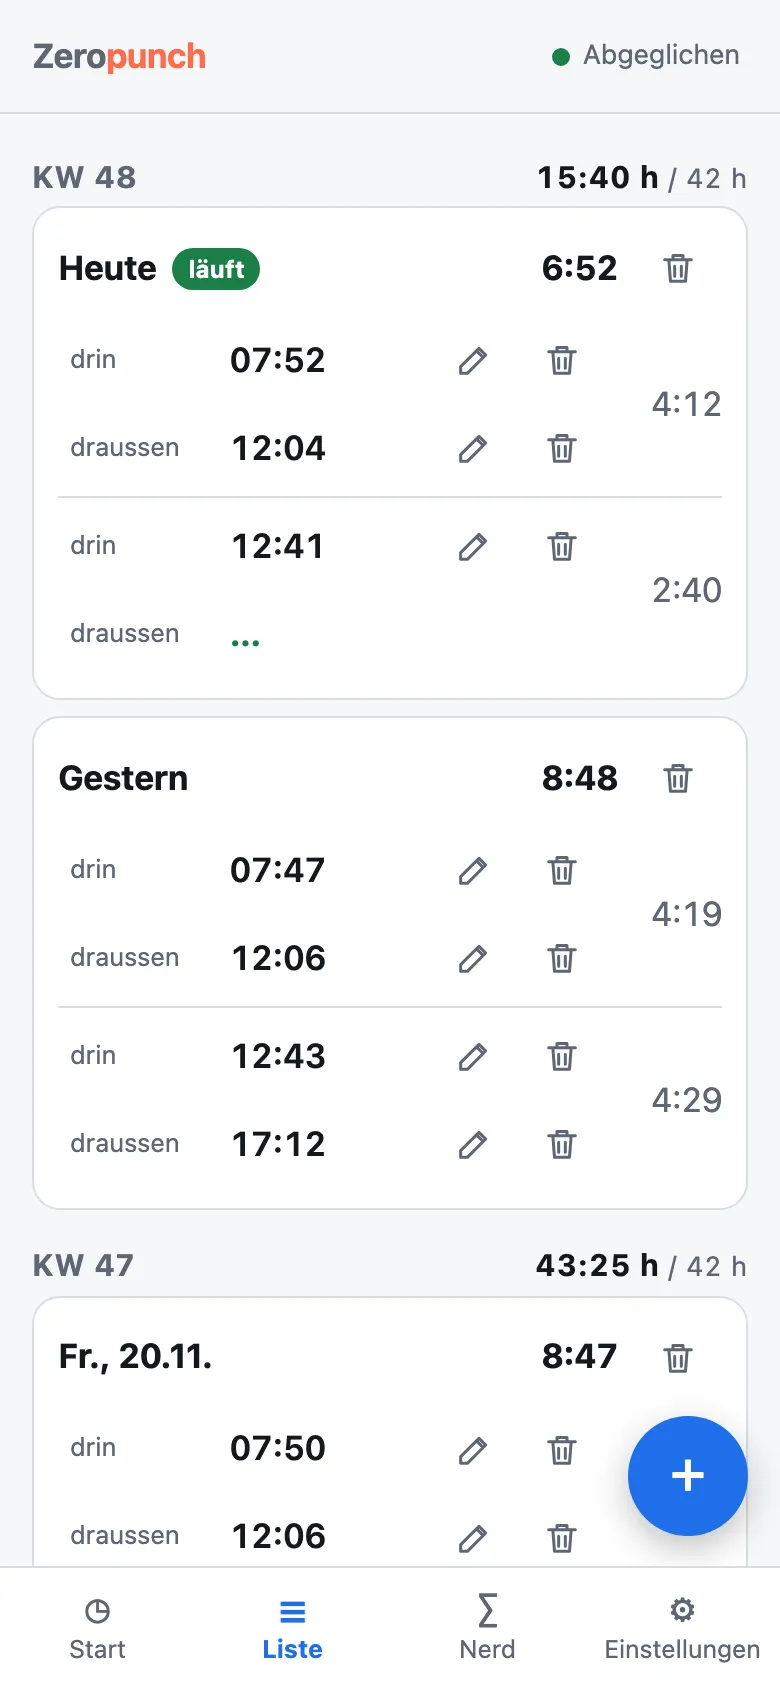 Zeropunch
Abgeglichen
KW 48
15:40 h / 42 h
Heute läuft 6:52
drin 07:52
4:12
draussen 12:04
drin 12:41
2:40
draussen ...
Gestern 8:48
drin 07:47
4:19
draussen 12:06
drin 12:43
4:29
draussen 17:12
KW 47
43:25 h / 42 h
Fr., 20.11. 8:47
drin 07:50
+
draussen 12:06
Start
Liste
Nerd
Einstellungen